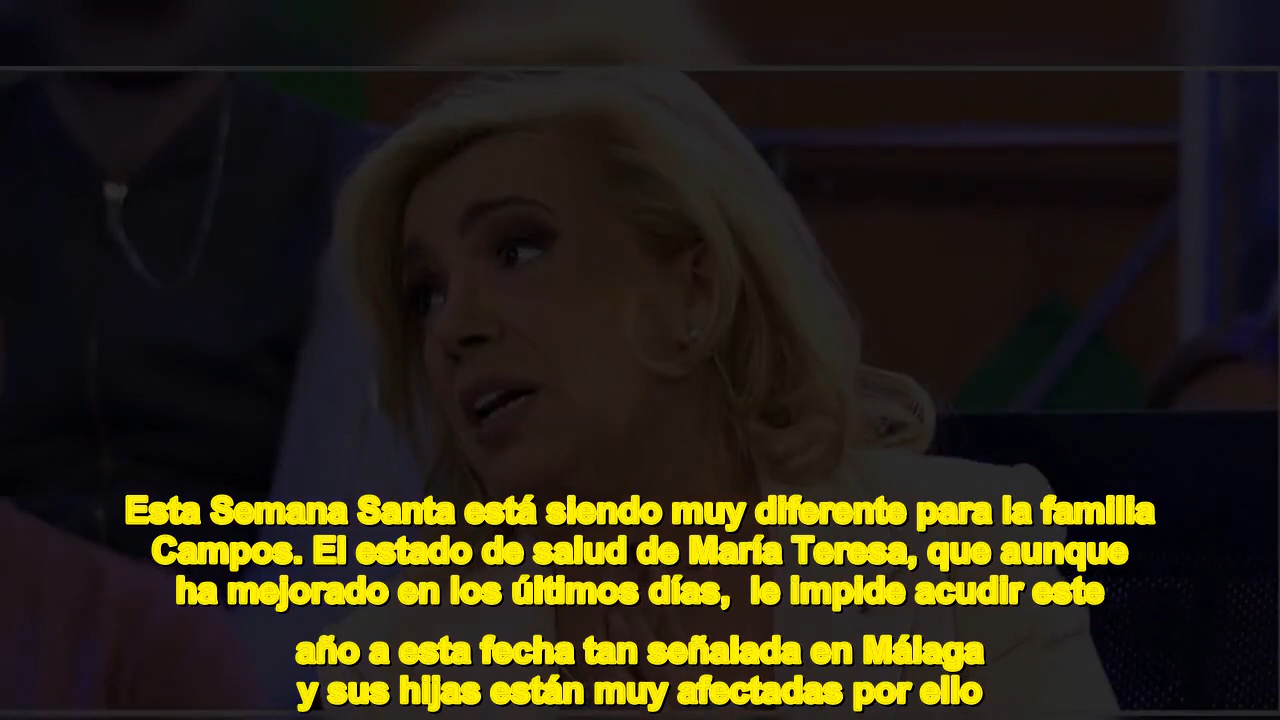 Esta Semana Santa está siendo muy diferente para la familia
Campos. El estado de salud de María Teresa, que aunque
ha mejorado en los últimos días,  le impide acudir este
año a esta fecha tan señalada en Málaga
y sus hijas están muy afectadas por ello